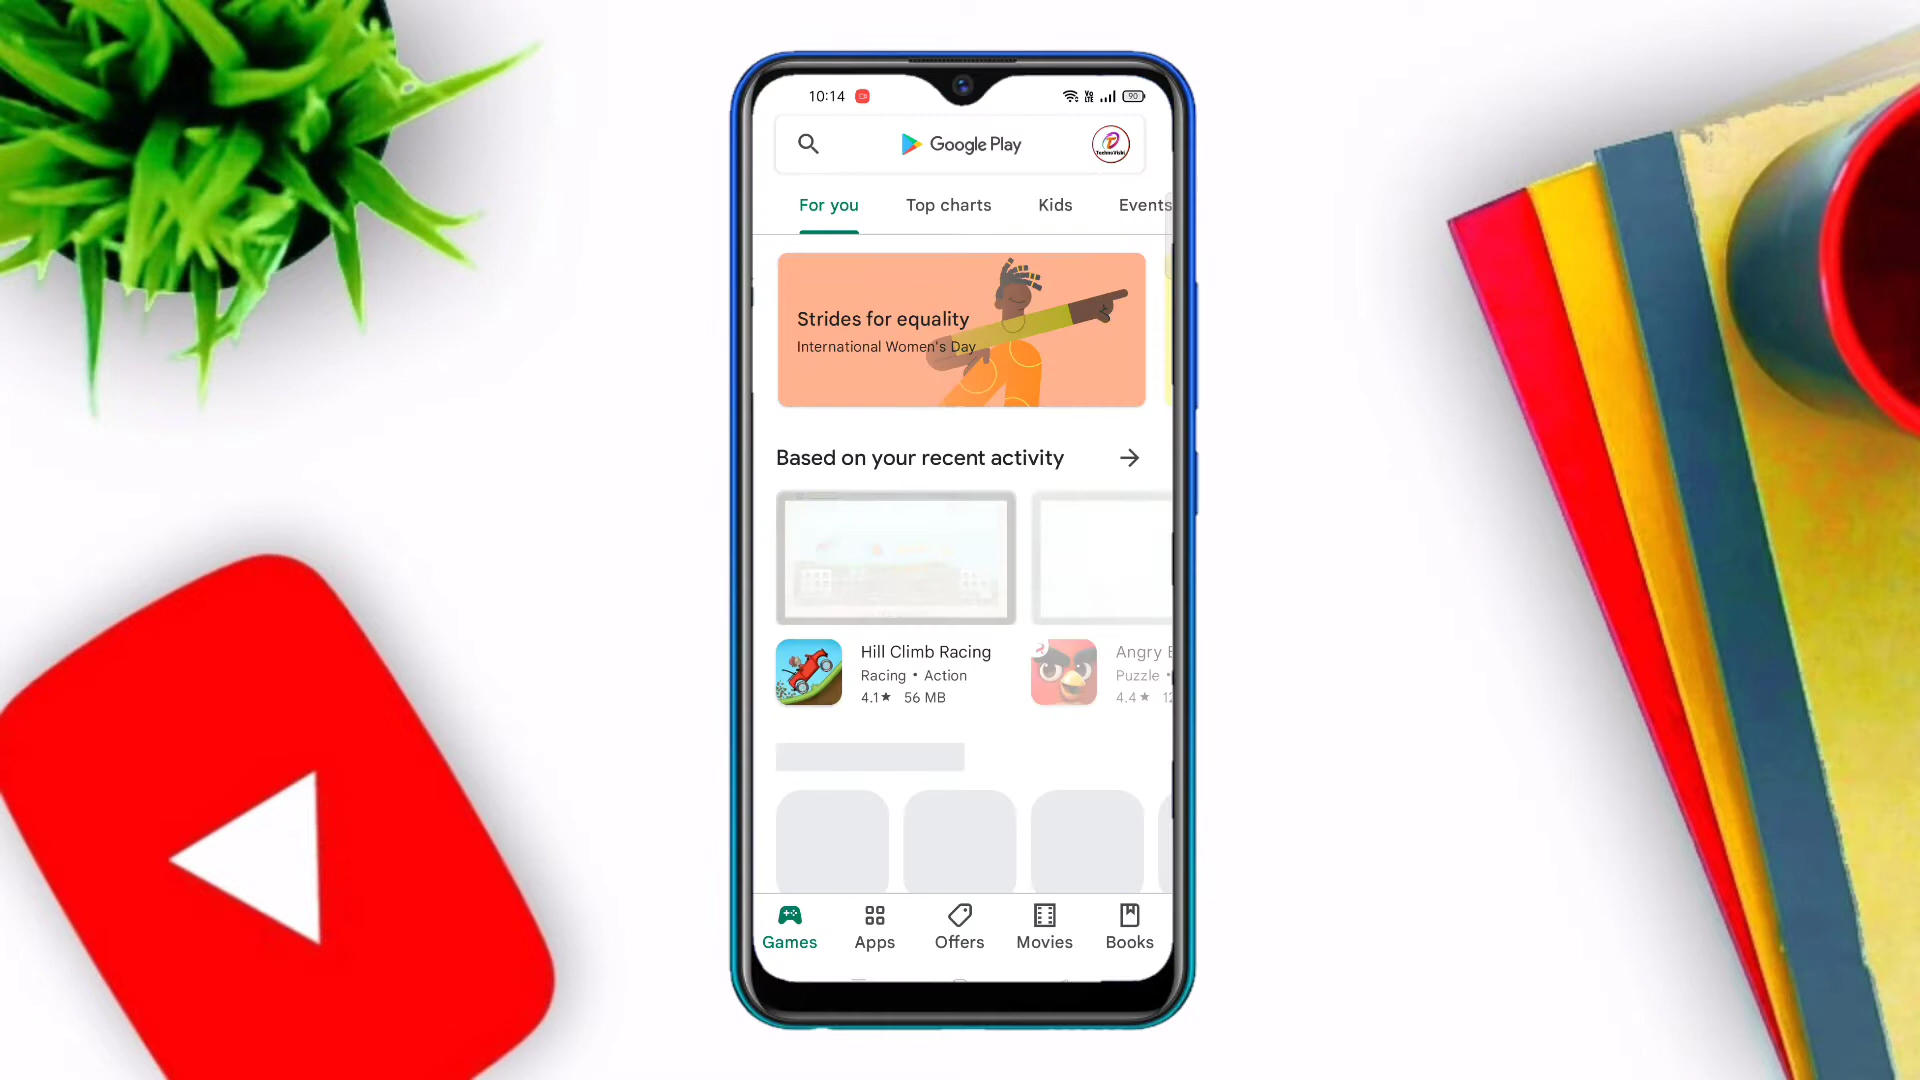 10:14
90
Google Play
For you
Top charts
Kids
Events
Strides for equality
International Women's Day
Based on your recent activity
Hill Climb Racing
Racing • Action
4.1★ 56 MB
Angry
Puzzle •
4.4★
Games
Apps
Offers
Movies
Books